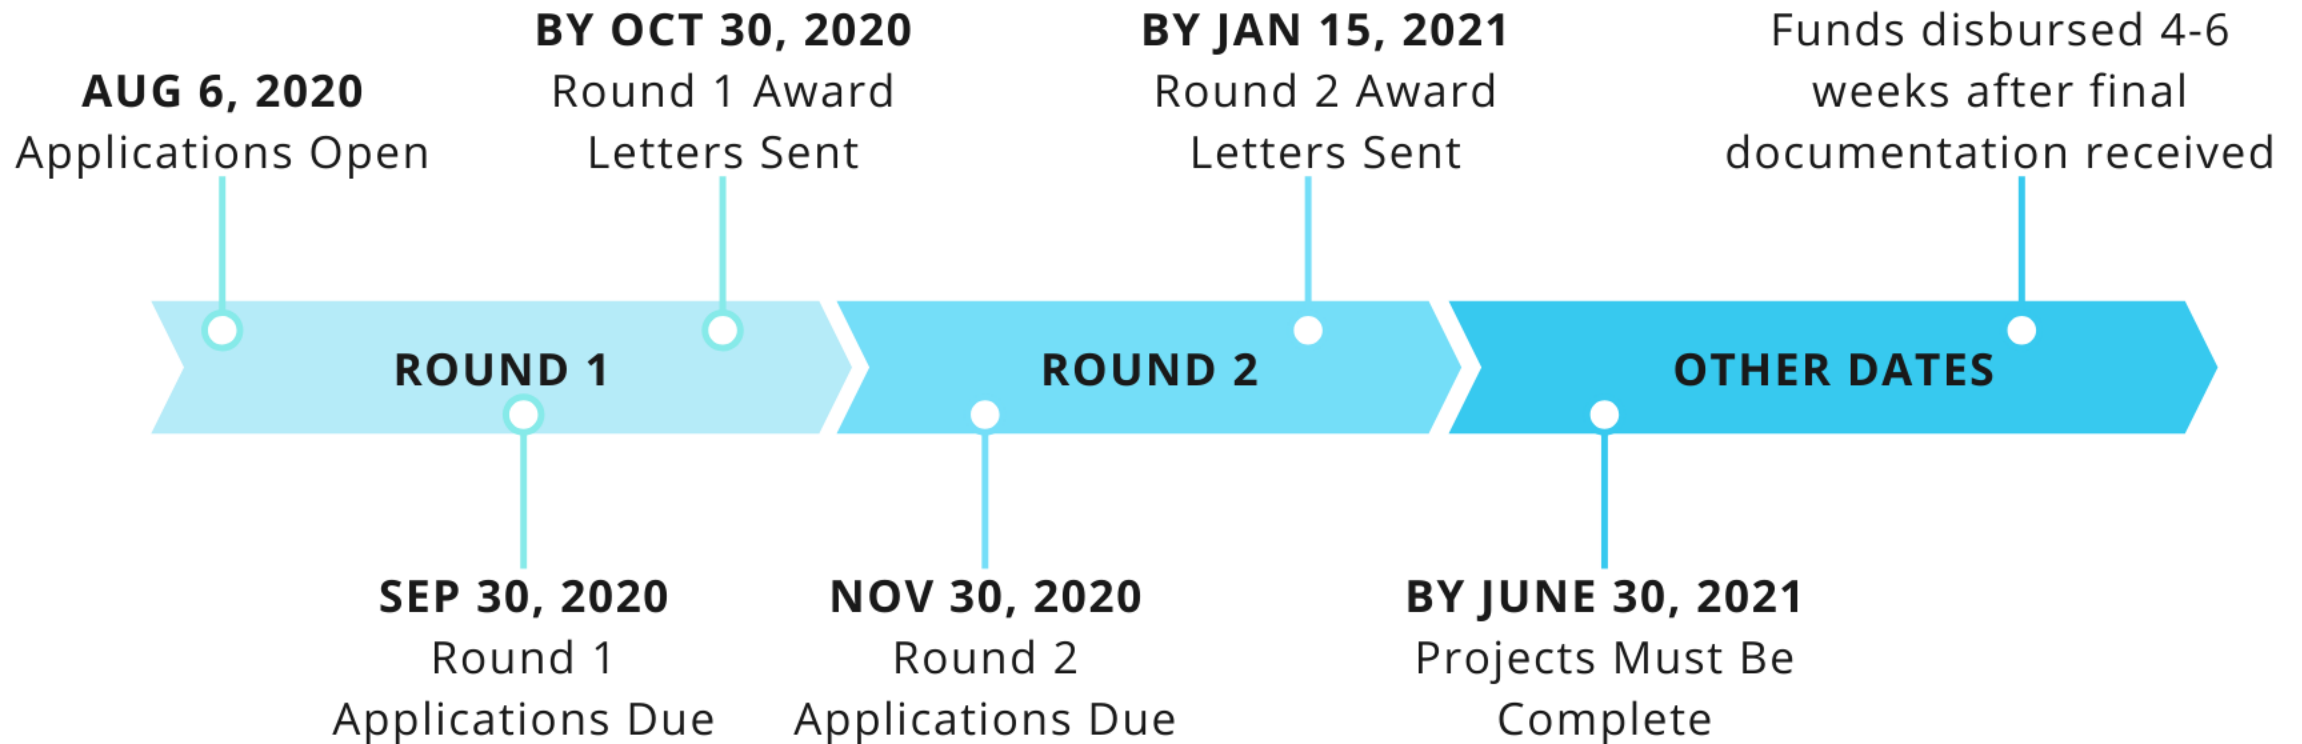 AUG 6, 2020
Applications Open
BY OCT 30, 2020
Round 1 Award
Letters Sent
BY JAN 15, 2021
Round 2 Award
Letters Sent
Funds disbursed 4-6
weeks after final
documentation received
ROUND 1
ROUND 2
OTHER DATES
SEP 30, 2020
Round 1
Applications Due
NOV 30, 2020
Round 2
Applications Due
BY JUNE 30, 2021
Projects Must Be
Complete